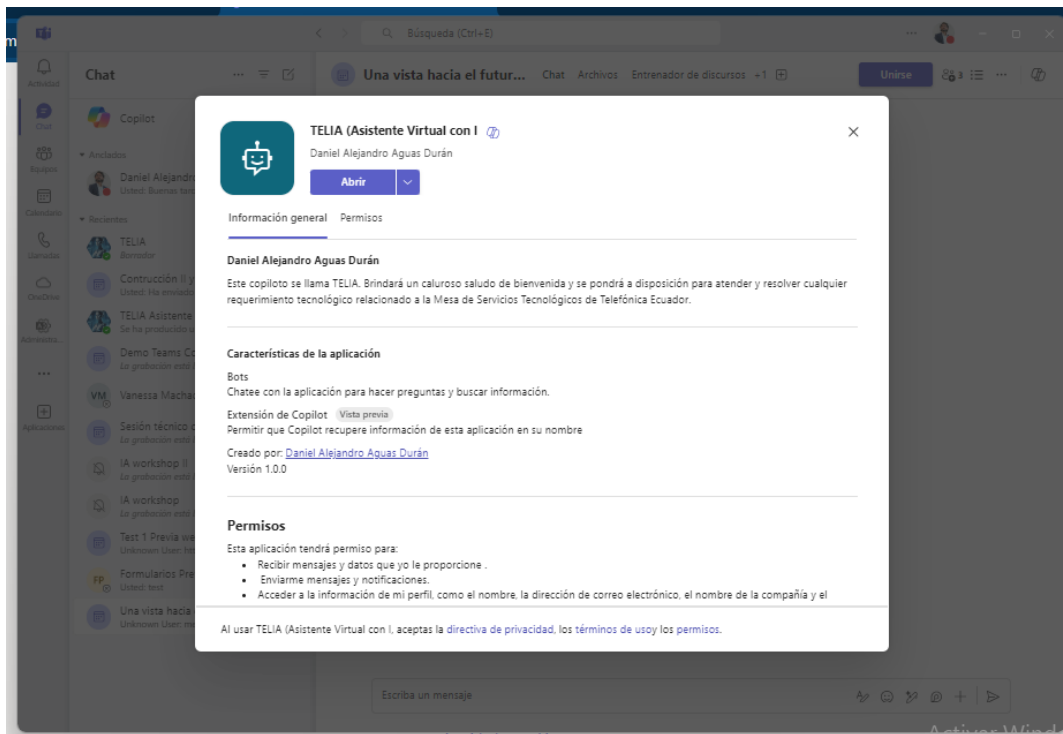 m
Búsqueda (Ctrl+E)
Actividad
Chat
Equipos
Calendario
Llamadas
OneDrive
Administra...
Aplicaciones
Chat
Copilot
Anclados
Daniel Alejandr
Usted: Buenas tard
Recientes
TELIA
Borrador
Contrucción II y
Usted: Ha enviado
TELIA Asistente
Se ha producido u
Demo Teams Co
La grabación está l
VM
Vanessa Machac
Sesión técnico d
La grabación está l
IA workshop II
La grabación está l
IA workshop
La grabación está l
Test 1 Previa we
Unknown User: htt
FP
Formularios Pre
Usted: test
Una vista hacia
Unknown User: me
Una vista hacia el futur...
Chat
Archivos
Entrenador de discursos
+1
Unirse
3
TELIA (Asistente Virtual con I
Daniel Alejandro Aguas Durán
Abrir
Información general
Permisos
Daniel Alejandro Aguas Durán
Este copiloto se llama TELIA. Brindará un caluroso saludo de bienvenida y se pondrá a disposición para atender y resolver cualquier
requerimiento tecnológico relacionado a la Mesa de Servicios Tecnológicos de Telefónica Ecuador.
Características de la aplicación
Bots
Chatee con la aplicación para hacer preguntas y buscar información.
Extensión de Copilot Vista previa
Permitir que Copilot recupere información de esta aplicación en su nombre
Creado por: Daniel Alejandro Aguas Durán
Versión 1.0.0
Permisos
Esta aplicación tendrá permiso para:
• Recibir mensajes y datos que yo le proporcione .
• Enviarme mensajes y notificaciones.
• Acceder a la información de mi perfil, como el nombre, la dirección de correo electrónico, el nombre de la compañía y el
Al usar TELIA (Asistente Virtual con I, aceptas la directiva de privacidad, los términos de usoy los permisos.
Escriba un mensaje
Activar Wind